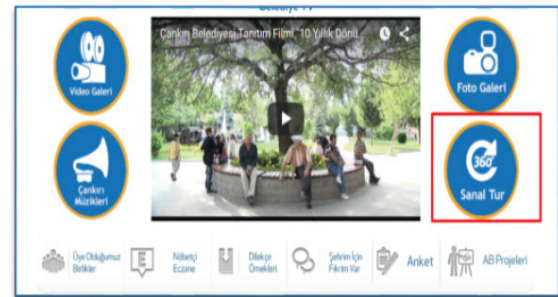 Belediye TV
Çankırı Belediyesi Tanıtım Filmi, 10 Yıllık Dönü
Video Galeri
Foto Galeri
Çankırı
Müzikleri
360°
Sanal Tur
Üye Olduğumuz
Birlikler
E
Nöbetçi
Eczane
Dilekçe
Örnekleri
Şehrim İçin
Fikrim Var
Anket
AB Projeleri